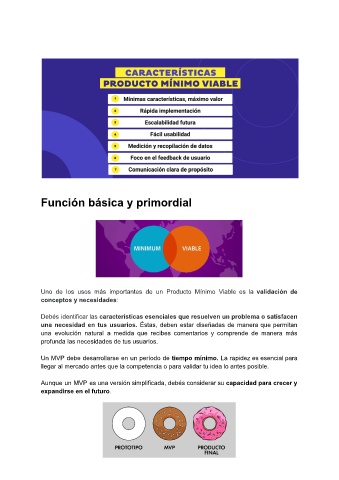 CARACTERÍSTICAS
PRODUCTO MÍNIMO VIABLE
1 Mínimas características, máximo valor
2 Rápida implementación
3 Escalabilidad futura
4 Fácil usabilidad
5 Medición y recopilación de datos
6 Foco en el feedback de usuario
7 Comunicación clara de propósito
Función básica y primordial
MINIMUM VIABLE
Uno de los usos más importantes de un Producto Mínimo Viable es la validación de
conceptos y necesidades:
Debés identificar las características esenciales que resuelven un problema o satisfacen
una necesidad en tus usuarios. Éstas, deben estar diseñadas de manera que permitan
una evolución natural a medida que recibes comentarios y comprende de manera más
profunda las necesidades de tus usuarios.
Un MVP debe desarrollarse en un período de tiempo mínimo. La rapidez es esencial para
llegar al mercado antes que la competencia o para validar tu idea lo antes posible.
Aunque un MVP es una versión simplificada, debés considerar su capacidad para crecer y
expandirse en el futuro.
PROTOTIPO MVP PRODUCTO
FINAL